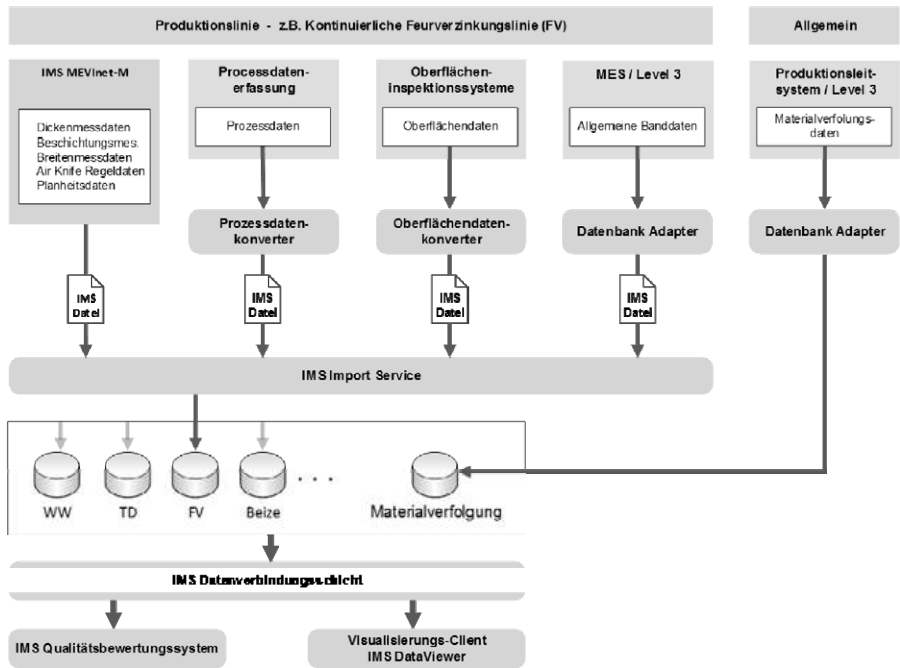 Produktionslinie - z.B. Kontinuierliche Feurverzinkungslinie (FV)
Allgemein
IMS MEVInet-M
Dickenmessdaten
Beschichtungsmes.
Breitenmessdaten
Air Knife Regeldaten
Planheitsdaten
Processdaten-
erfassung
Prozessdaten
Oberflächen-
inspektionssysteme
Oberflächendaten
MES / Level 3
Allgemeine Banddaten
Produktionsleit-
system / Level 3
Materialverfolungs-
daten
Prozessdaten-
konverter
Oberflächendaten-
konverter
Datenbank Adapter
Datenbank Adapter
IMS
Datei
IMS
Datei
IMS
Datei
IMS
Datei
IMS Import Service
WW
TD
FV
Beize
. . .
Materialverfolgung
IMS Datenverbindungsschicht
IMS Qualitätsbewertungssystem
Visualisierungs-Client
IMS DataViewer